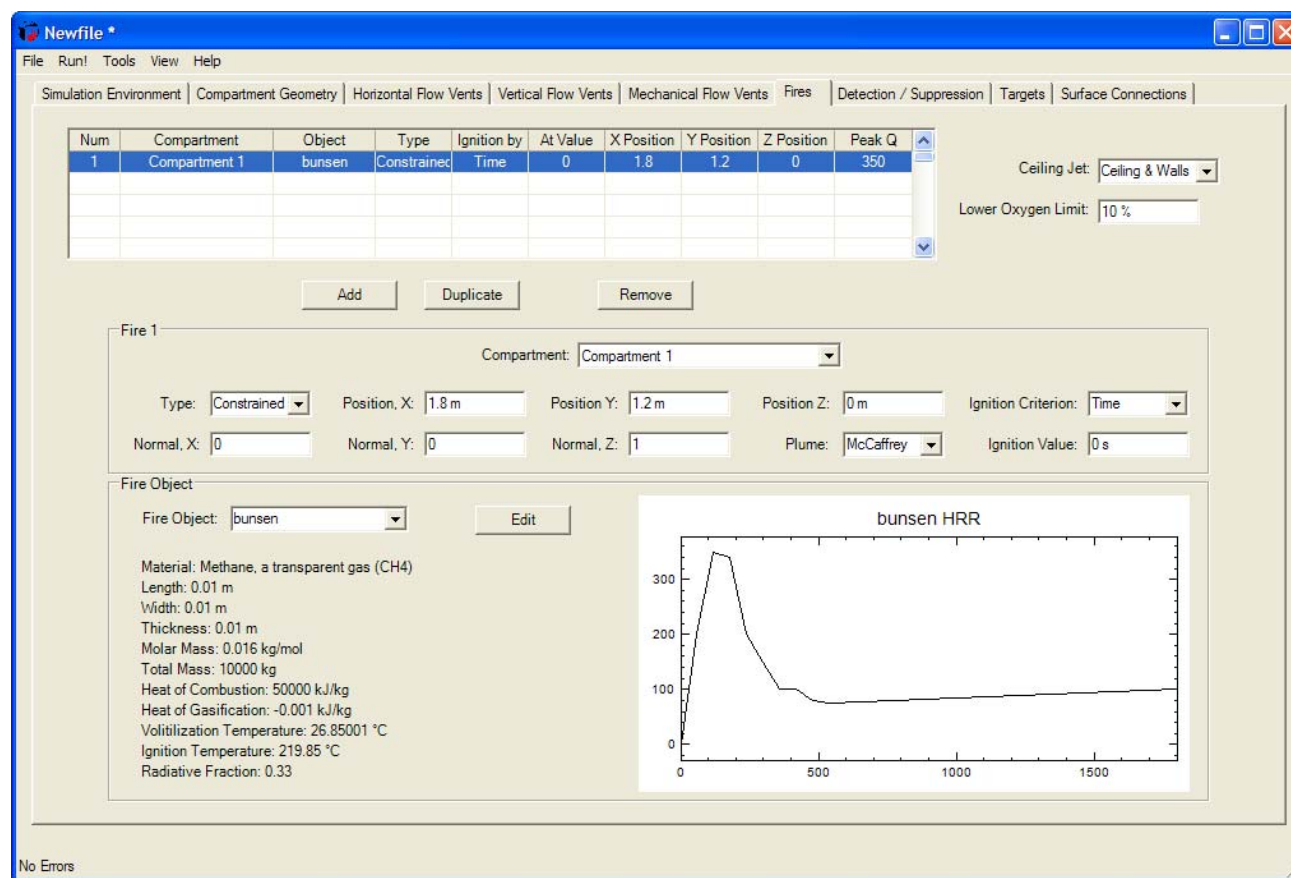 Newfile *
File Run! Tools View Help
Simulation Environment Compartment Geometry Horizontal Flow Vents Vertical Flow Vents Mechanical Flow Vents Fires Detection / Suppression Targets Surface Connections
Num Compartment Object Type Ignition by At Value X Position Y Position Z Position Peak Q
1 Compartment 1 bunsen Constrained Time 0 1.8 1.2 0 350
Ceiling Jet: Ceiling & Walls
Lower Oxygen Limit: 10 %
Add Duplicate Remove
Fire 1
Compartment: Compartment 1
Type: Constrained Position, X: 1.8 m Position Y: 1.2 m Position Z: 0 m Ignition Criterion: Time
Normal, X: 0 Normal, Y: 0 Normal, Z: 1 Plume: McCaffrey Ignition Value: 0 s
Fire Object
Fire Object: bunsen Edit
Material: Methane, a transparent gas (CH4)
Length: 0.01 m
Width: 0.01 m
Thickness: 0.01 m
Molar Mass: 0.016 kg/mol
Total Mass: 10000 kg
Heat of Combustion: 50000 kJ/kg
Heat of Gasification: -0.001 kJ/kg
Volitilization Temperature: 26.85001 °C
Ignition Temperature: 219.85 °C
Radiative Fraction: 0.33
bunsen HRR
300
200
100
0
0 500 1000 1500
No Errors